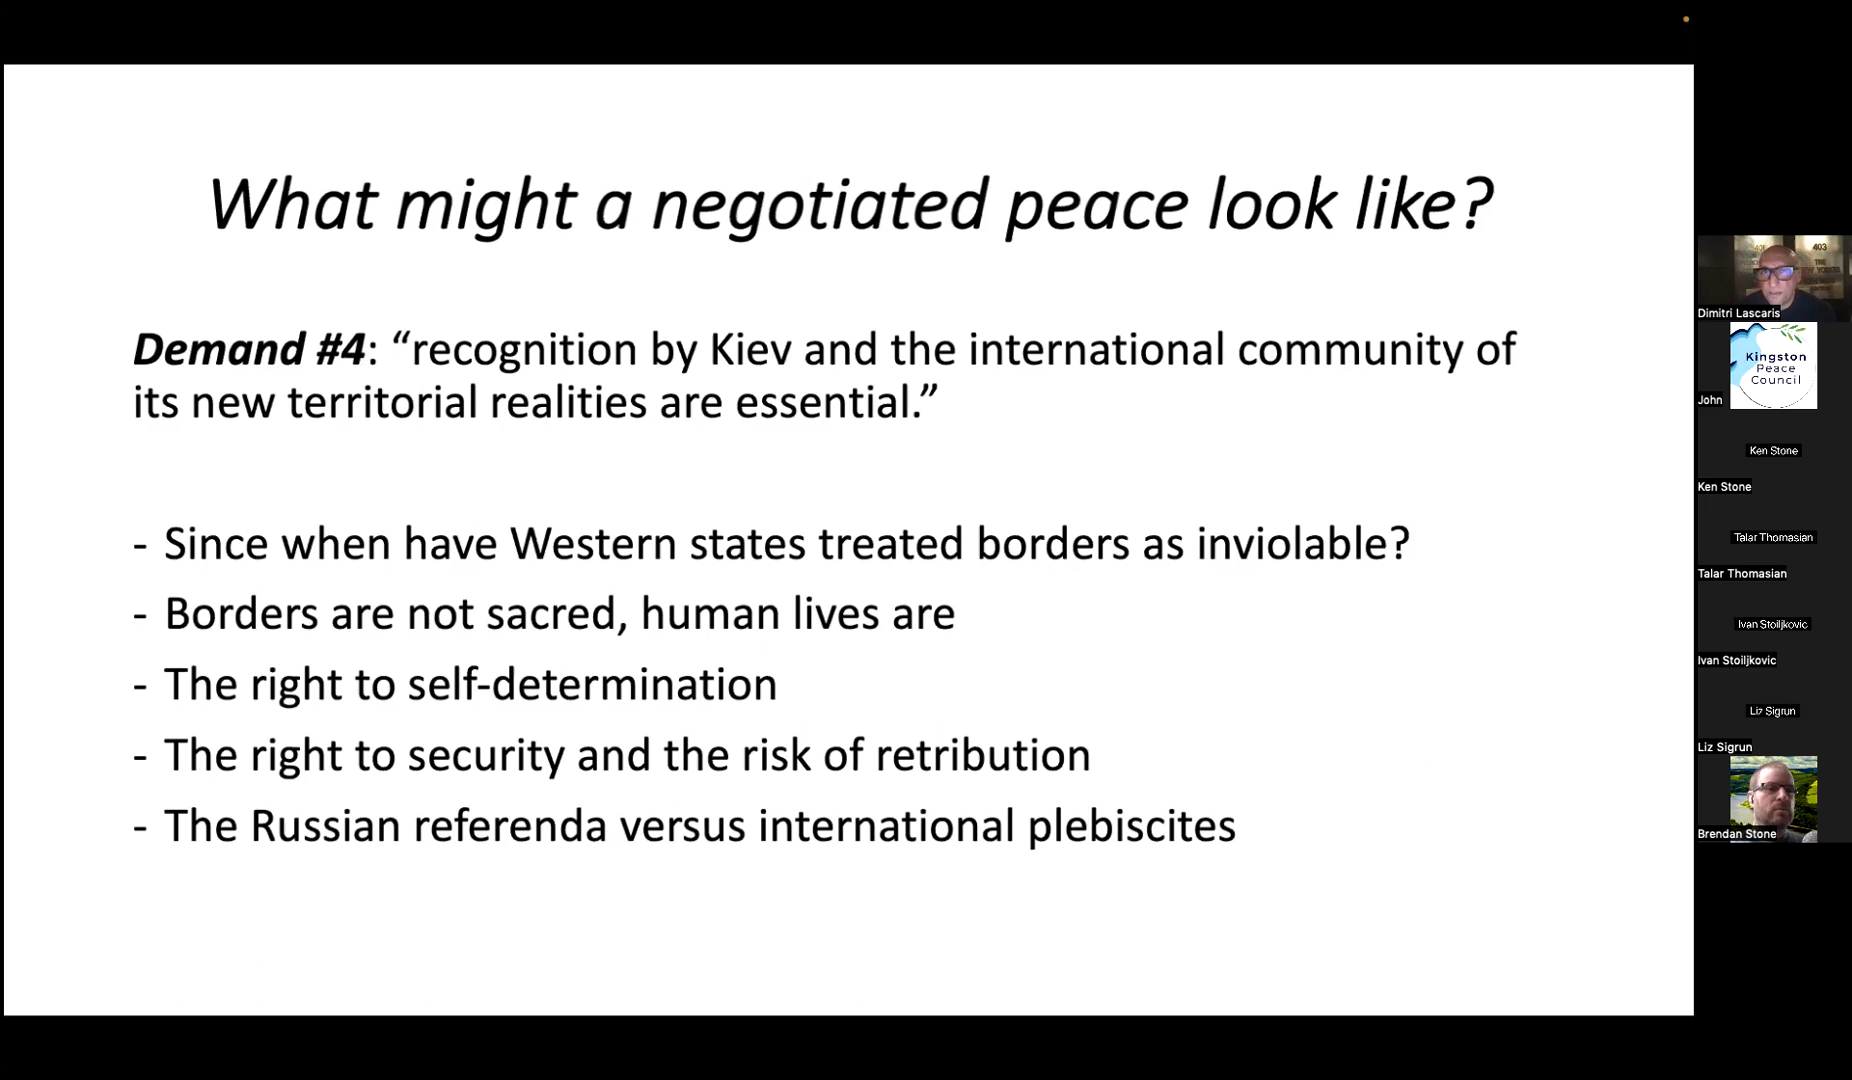 What might a negotiated peace look like?
Demand #4: “recognition by Kiev and the international community of
its new territorial realities are essential.”
- Since when have Western states treated borders as inviolable?
- Borders are not sacred, human lives are
- The right to self-determination
- The right to security and the risk of retribution
- The Russian referenda versus international plebiscites
403
Dimitri Lascaris
Kingston
Peace
Council
John
Ken Stone
Ken Stone
Talar Thomasian
Talar Thomasian
Ivan Stoiljkovic
Ivan Stoiljkovic
Liz Sigrun
Liz Sigrun
Brendan Stone